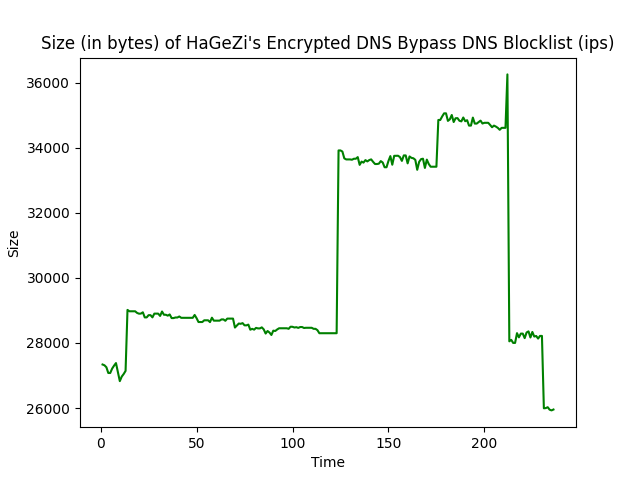 Size (in bytes) of HaGeZi's Encrypted DNS Bypass DNS Blocklist (ips)
36000
34000
32000
30000
28000
26000
Size
0 50 100 150 200
Time